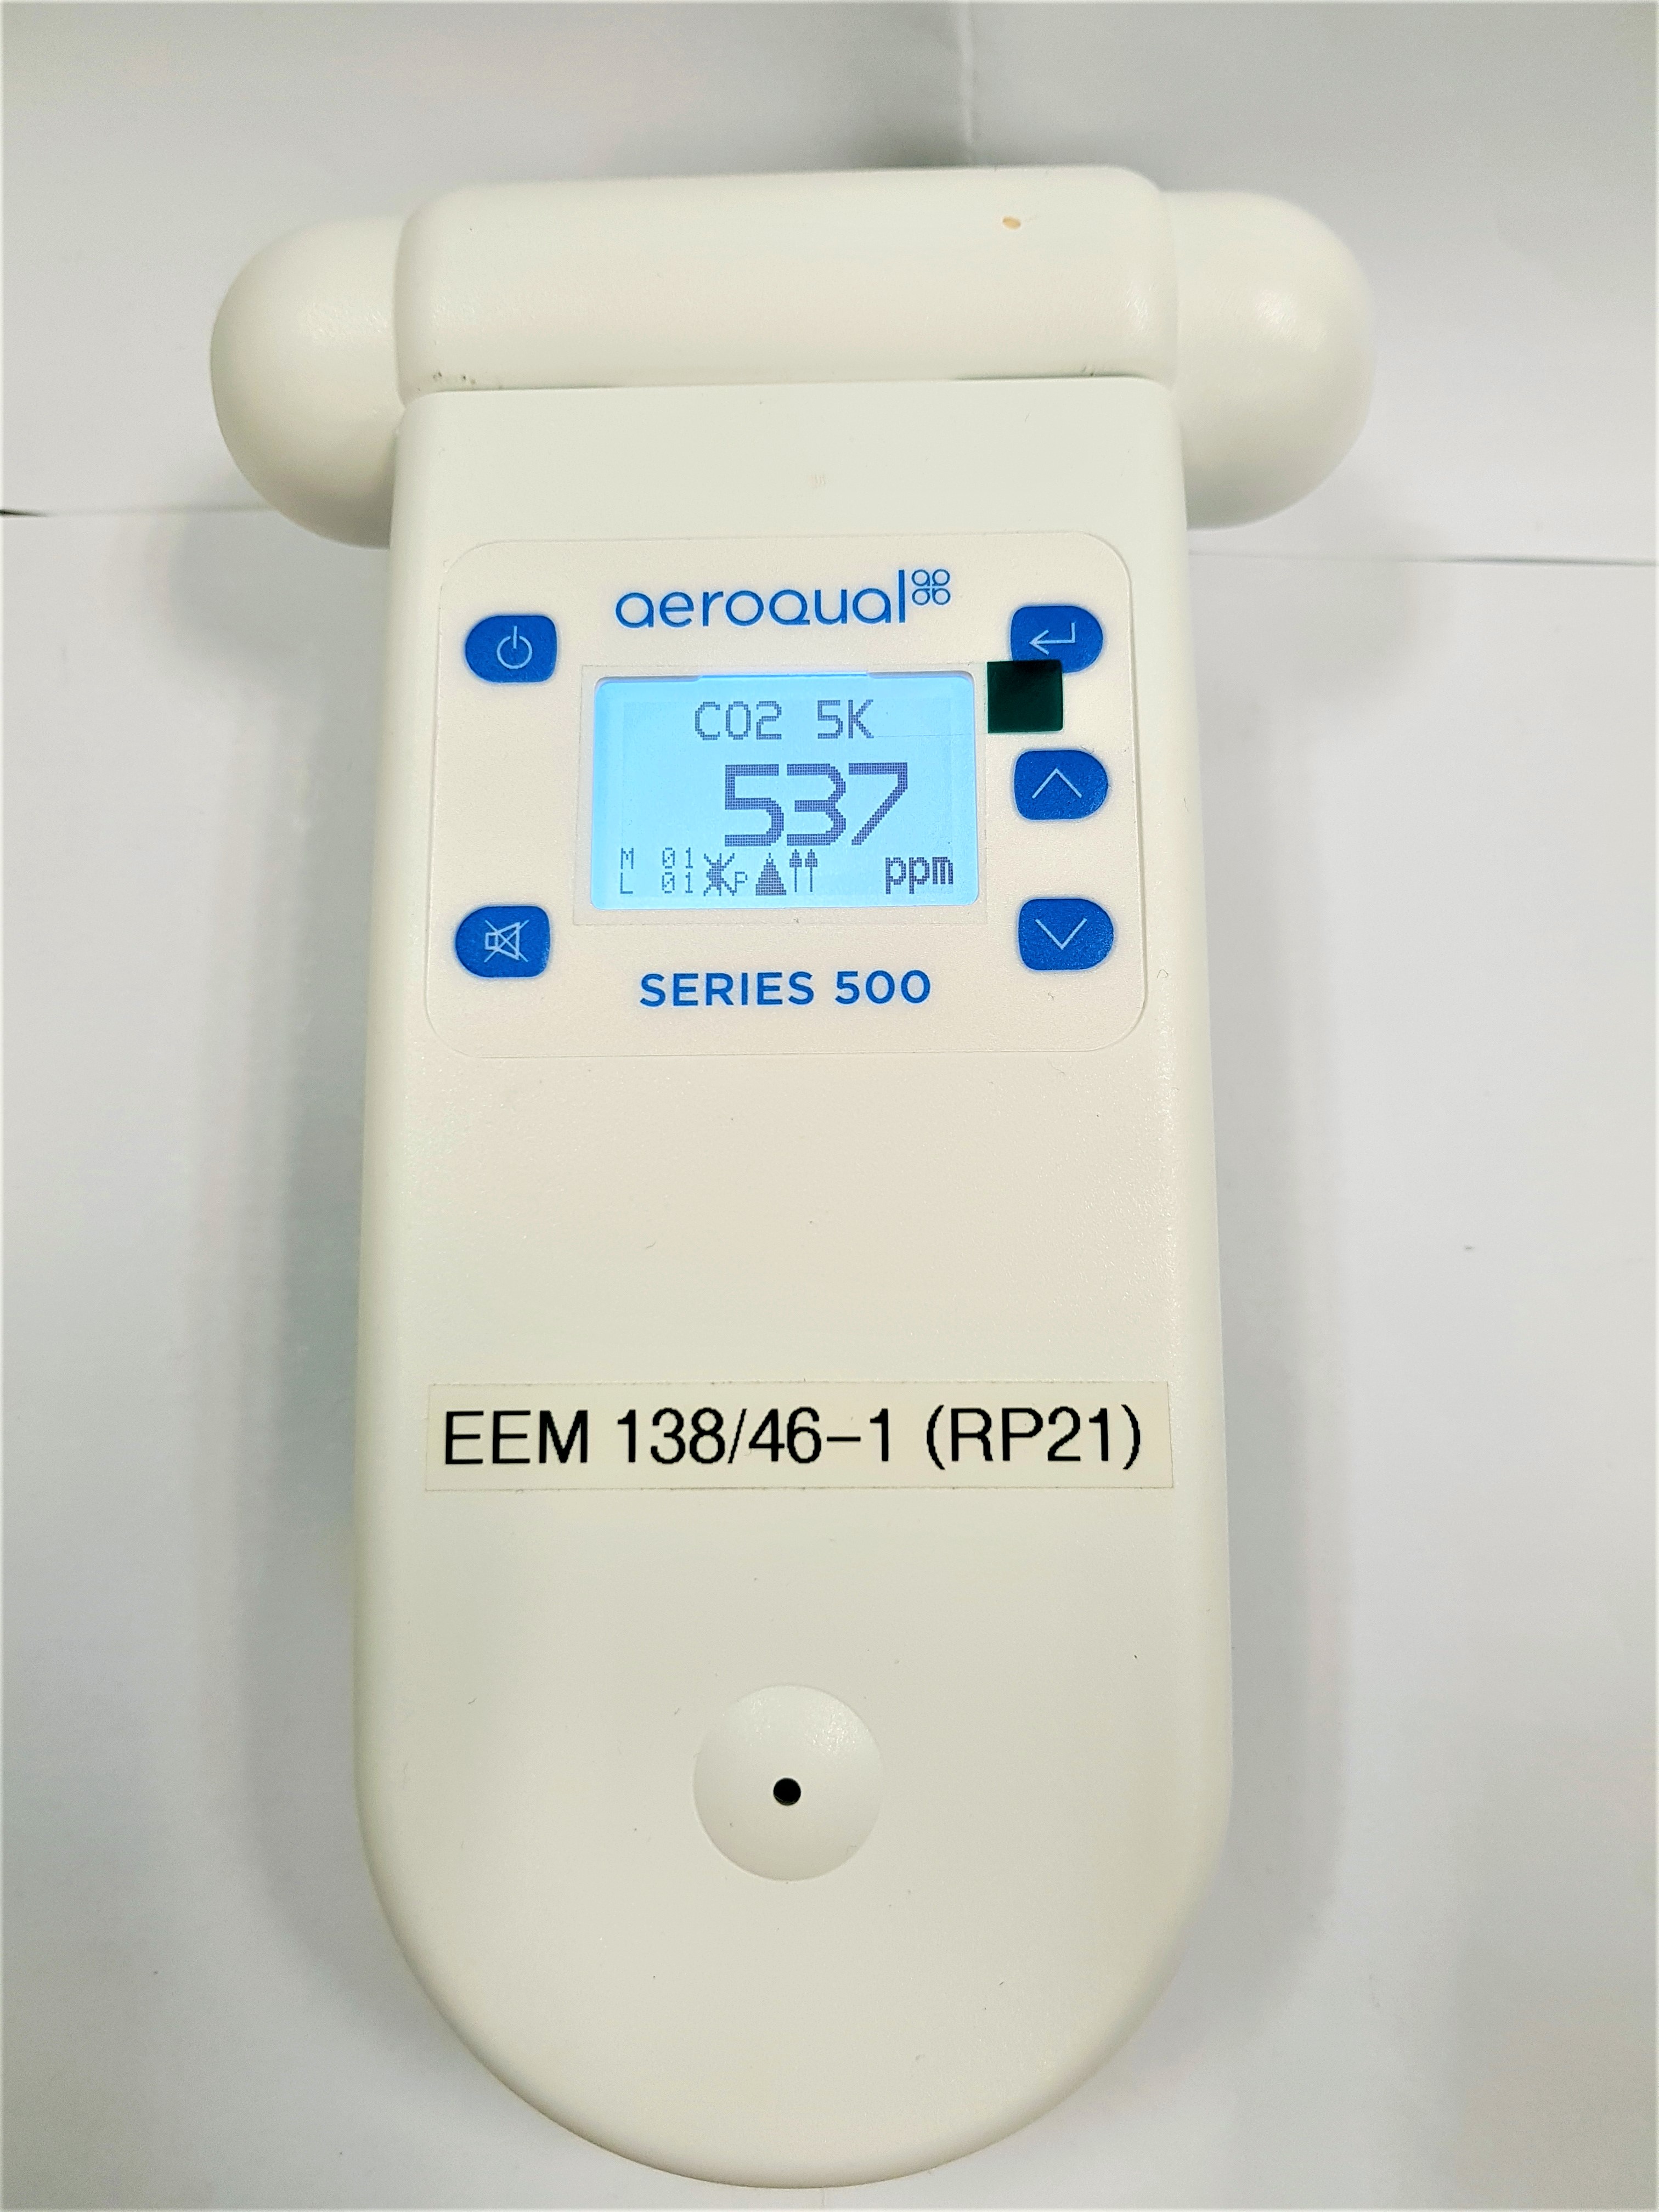 aeroqual
CO2 5K
537
M 01
L 01 P ppm
SERIES 500
EEM 138/46-1 (RP21)